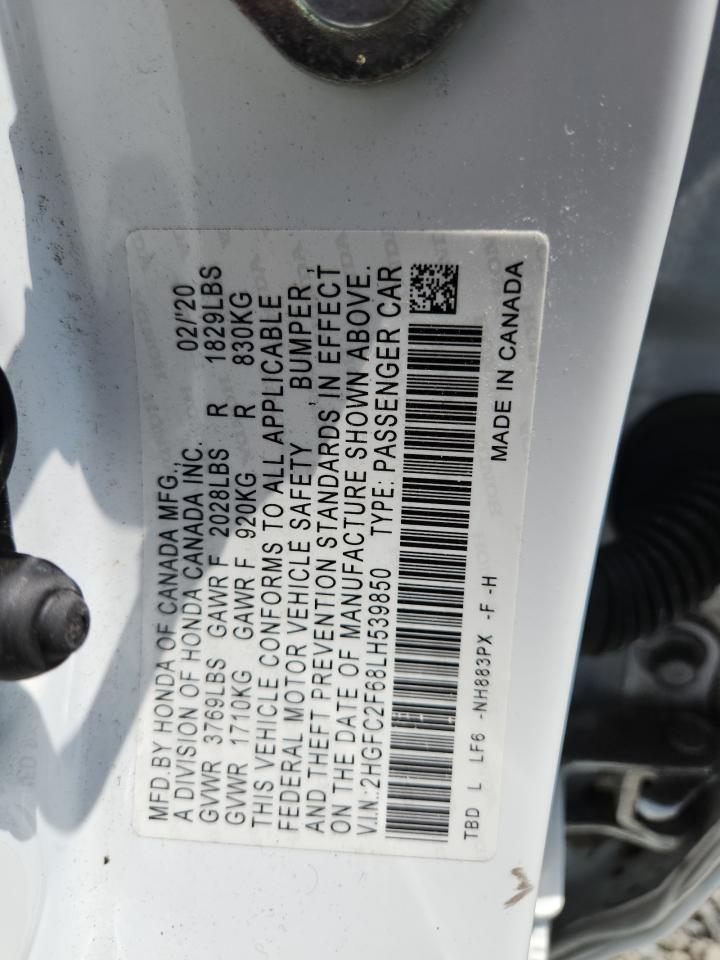 MFD.BY HONDA OF CANADA MFG., 02/'20
A DIVISION OF HONDA CANADA INC.
GVWR 3769LBS GAWR F 2028LBS R 1829LBS
GVWR 1710KG GAWR F 920KG R 830KG
THIS VEHICLE CONFORMS TO ALL APPLICABLE
FEDERAL MOTOR VEHICLE SAFETY , BUMPER ,
AND THEFT PREVENTION STANDARDS IN EFFECT
ON THE DATE OF MANUFACTURE SHOWN ABOVE.
V.I.N.:2HGFC2F68LH539850 TYPE: PASSENGER CAR
TBD L LF6 -NH883PX -F -H
MADE IN CANADA